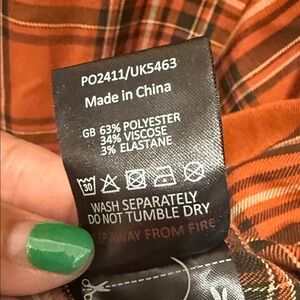 PO2411/UK5463
Made in China
GB 63% POLYESTER
34% VISCOSE
3% ELASTANE
30
WASH SEPARATELY
DO NOT TUMBLE DRY
AWAY FROM FIRE